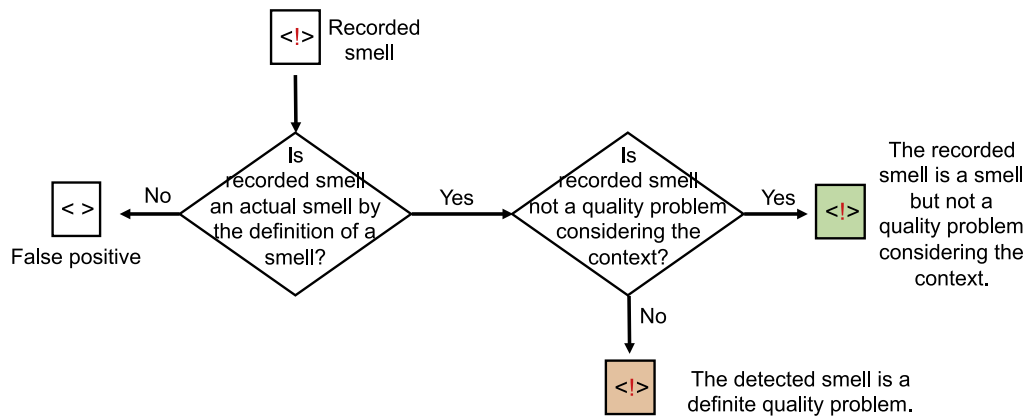 <!>
Recorded
smell
Is
recorded smell
an actual smell by
the definition of a
smell?
No
< >
False positive
Yes
Is
recorded smell
not a quality problem
considering the
context?
Yes
<!>
The recorded
smell is a smell
but not a
quality problem
considering the
context.
No
<!>
The detected smell is a
definite quality problem.